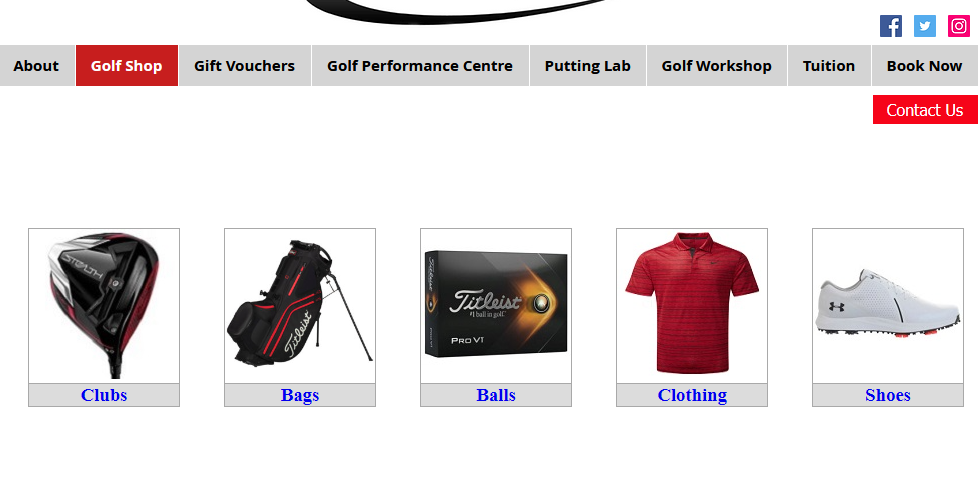 About
Golf Shop
Gift Vouchers
Golf Performance Centre
Putting Lab
Golf Workshop
Tuition
Book Now
Contact Us
STEALTH
Titleist
Titleist
Titleist
#1 ball in golf.
PRO V1
Clubs
Bags
Balls
Clothing
Shoes